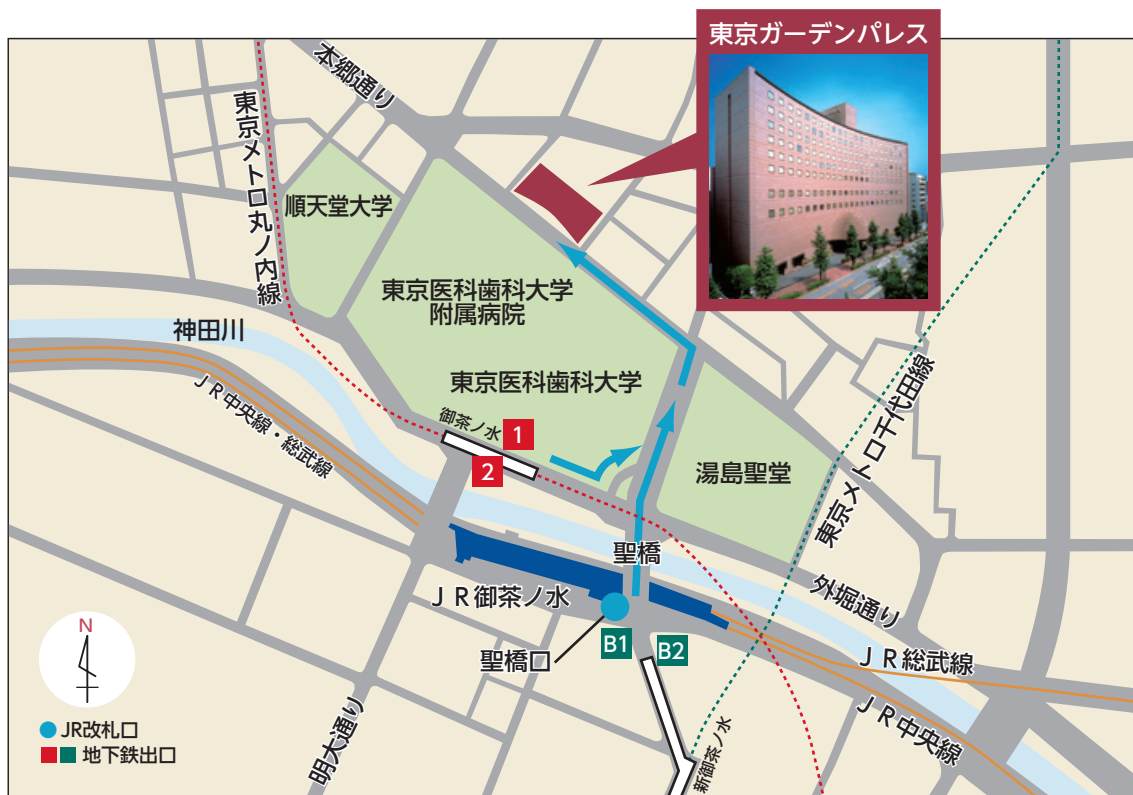 東京ガーデンパレス
本郷通り
東京メトロ丸ノ内線
順天堂大学
東京医科歯科大学
附属病院
神田川
東京医科歯科大学
JR中央線・総武線
御茶ノ水
1
2
湯島聖堂
東京メトロ千代田線
聖橋
外堀通り
JR御茶ノ水
B1
B2
聖橋口
JR総武線
JR中央線
新御茶ノ水
明大通り
N
JR改札口
地下鉄出口